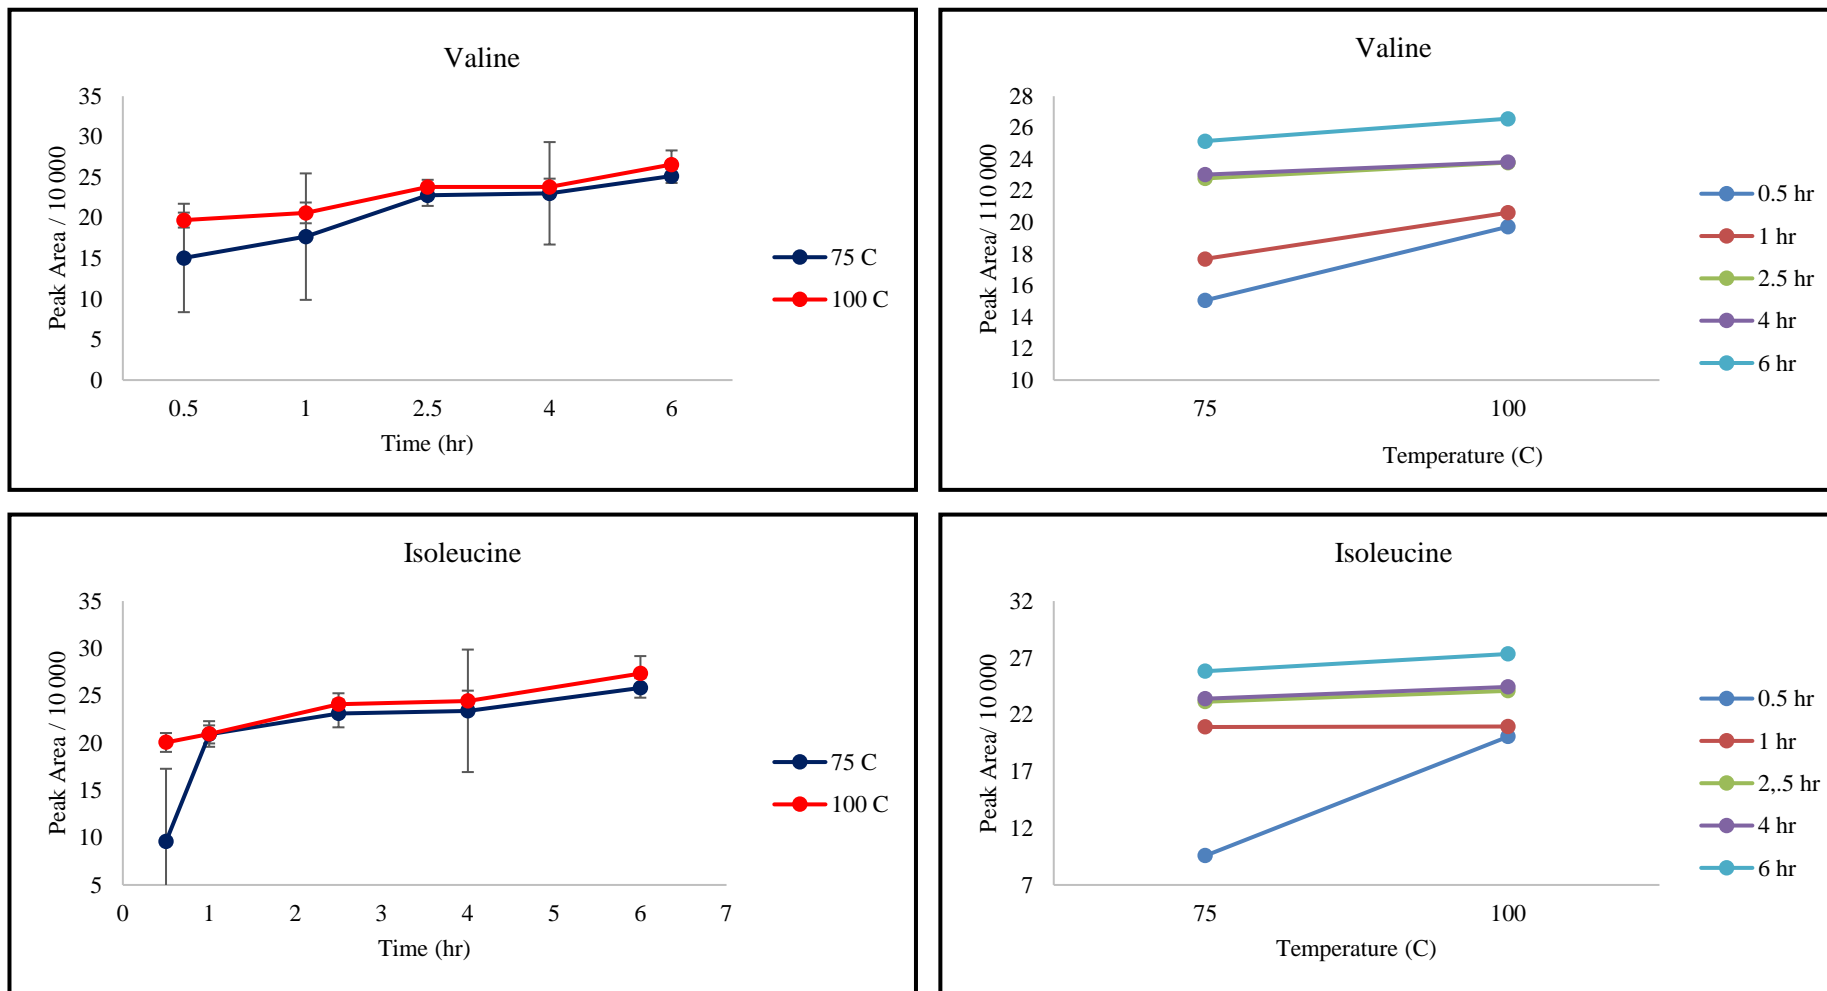 Valine
35
30
25
20
15
10
5
0
Peak Area / 10 000
0.5 1 2.5 4 6
Time (hr)
75 C
100 C
Valine
28
26
24
22
20
18
16
14
12
10
Peak Area/ 110 000
75 100
Temperature (C)
0.5 hr
1 hr
2.5 hr
4 hr
6 hr
Isoleucine
35
30
25
20
15
10
5
Peak Area / 10 000
0 1 2 3 4 5 6 7
Time (hr)
75 C
100 C
Isoleucine
32
27
22
17
12
7
Peak Area/ 10 000
75 100
Temperature (C)
0.5 hr
1 hr
2,.5 hr
4 hr
6 hr